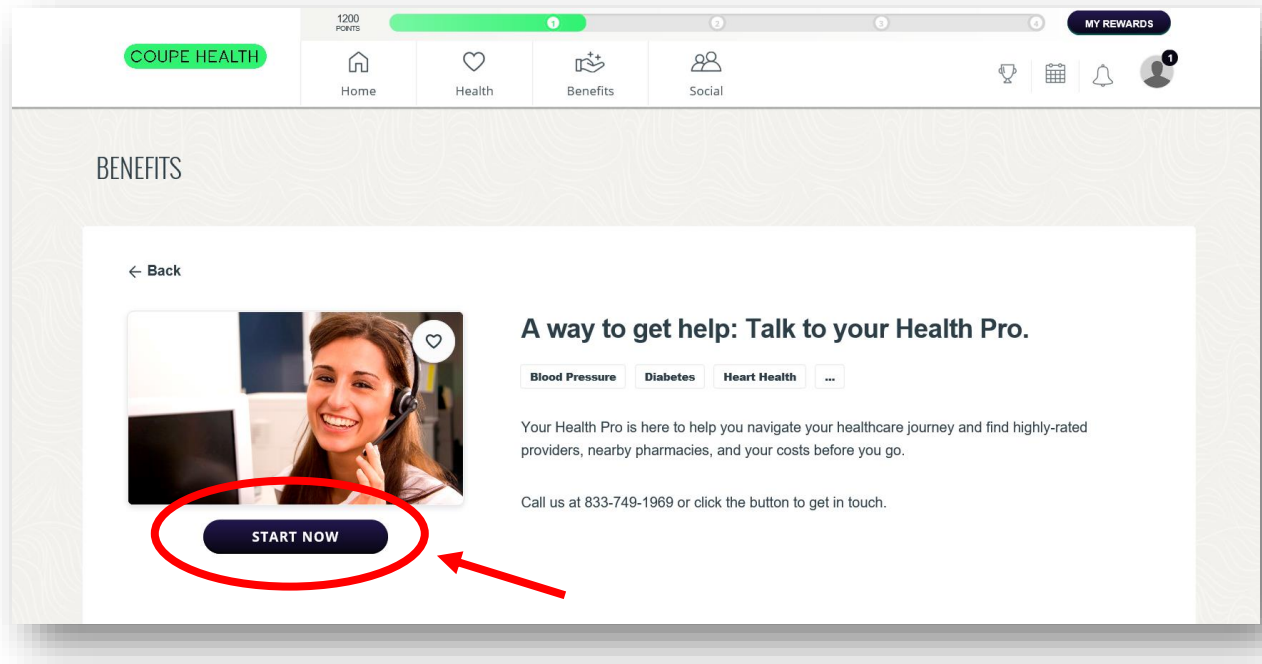 1200
POINTS
1
2
3
4
MY REWARDS
COUPE HEALTH
Home
Health
Benefits
Social
1
BENEFITS
← Back
A way to get help: Talk to your Health Pro.
Blood Pressure
Diabetes
Heart Health
...
Your Health Pro is here to help you navigate your healthcare journey and find highly-rated
providers, nearby pharmacies, and your costs before you go.
Call us at 833-749-1969 or click the button to get in touch.
START NOW